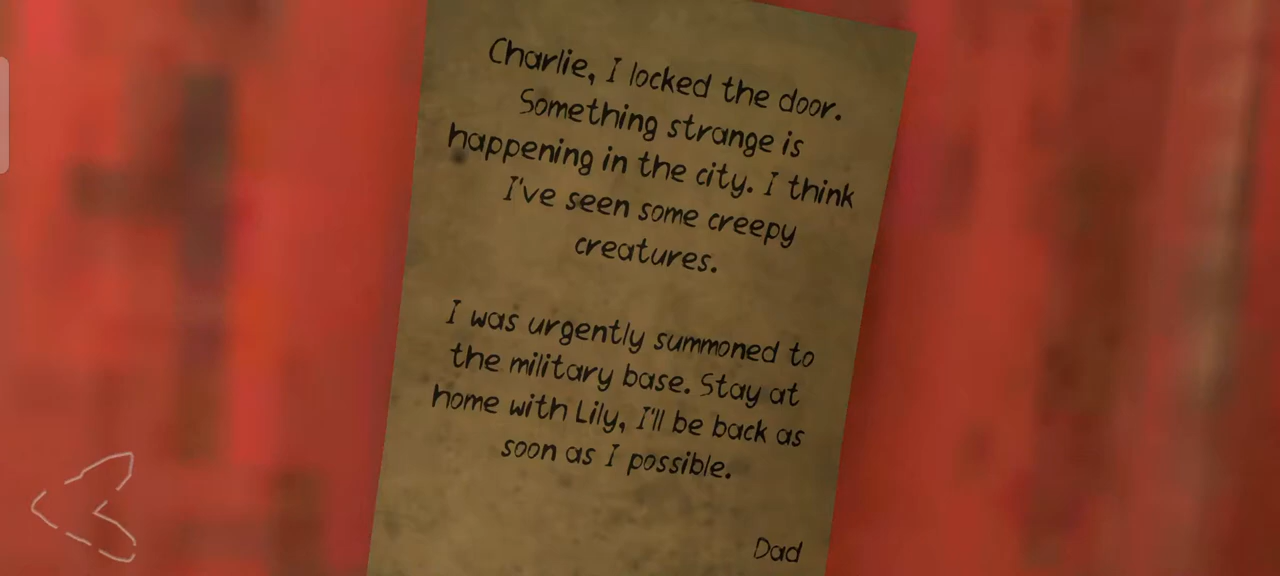 Charlie, I locked the door.
Something strange is
happening in the city. I think
I've seen some creepy
creatures.
I was urgently summoned to
the military base. Stay at
home with Lily, I'll be back as
soon as I possible.
Dad